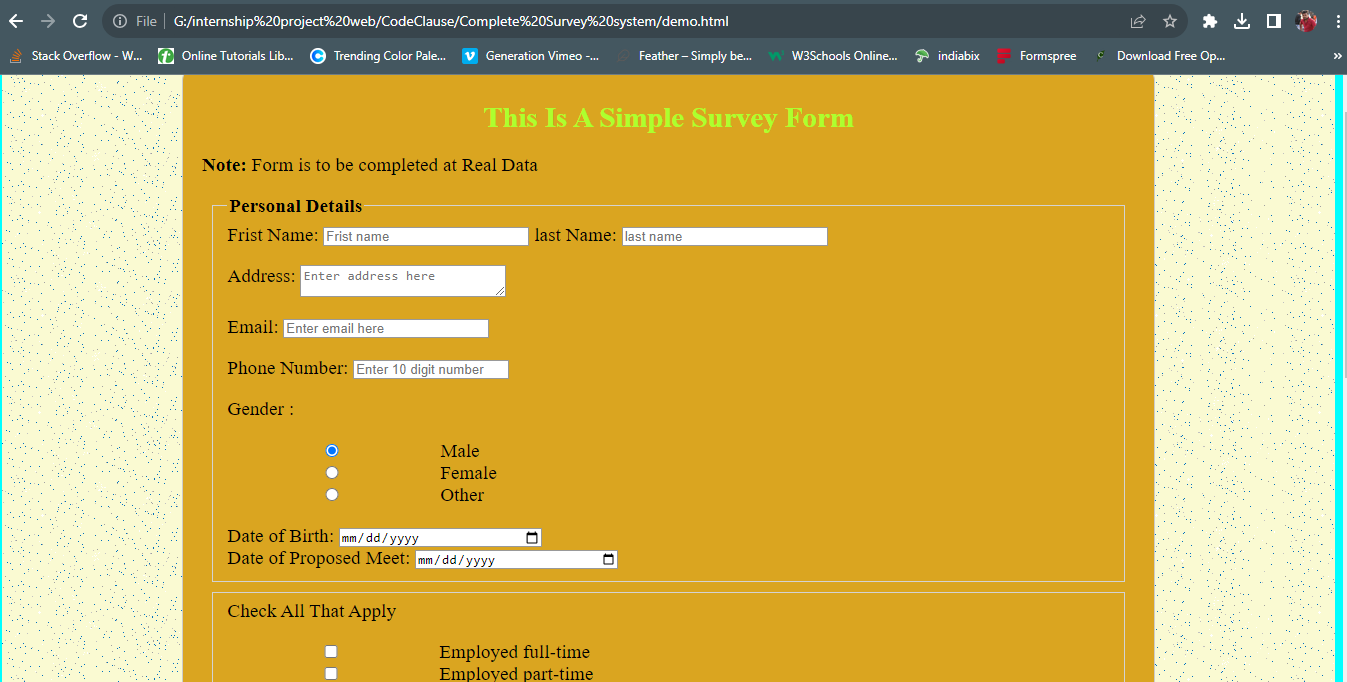 File G:/internship%20project%20web/CodeClause/Complete%20Survey%20system/demo.html
Stack Overflow - W... Online Tutorials Lib... Trending Color Pale... Generation Vimeo -... Feather – Simply be... W3Schools Online... indiabix Formspree Download Free Op... »
This Is A Simple Survey Form
Note: Form is to be completed at Real Data
Personal Details
Frist Name: Frist name last Name: last name
Address: Enter address here
Email: Enter email here
Phone Number: Enter 10 digit number
Gender :
Male
Female
Other
Date of Birth: mm/dd/yyyy
Date of Proposed Meet: mm/dd/yyyy
Check All That Apply
Employed full-time
Employed part-time